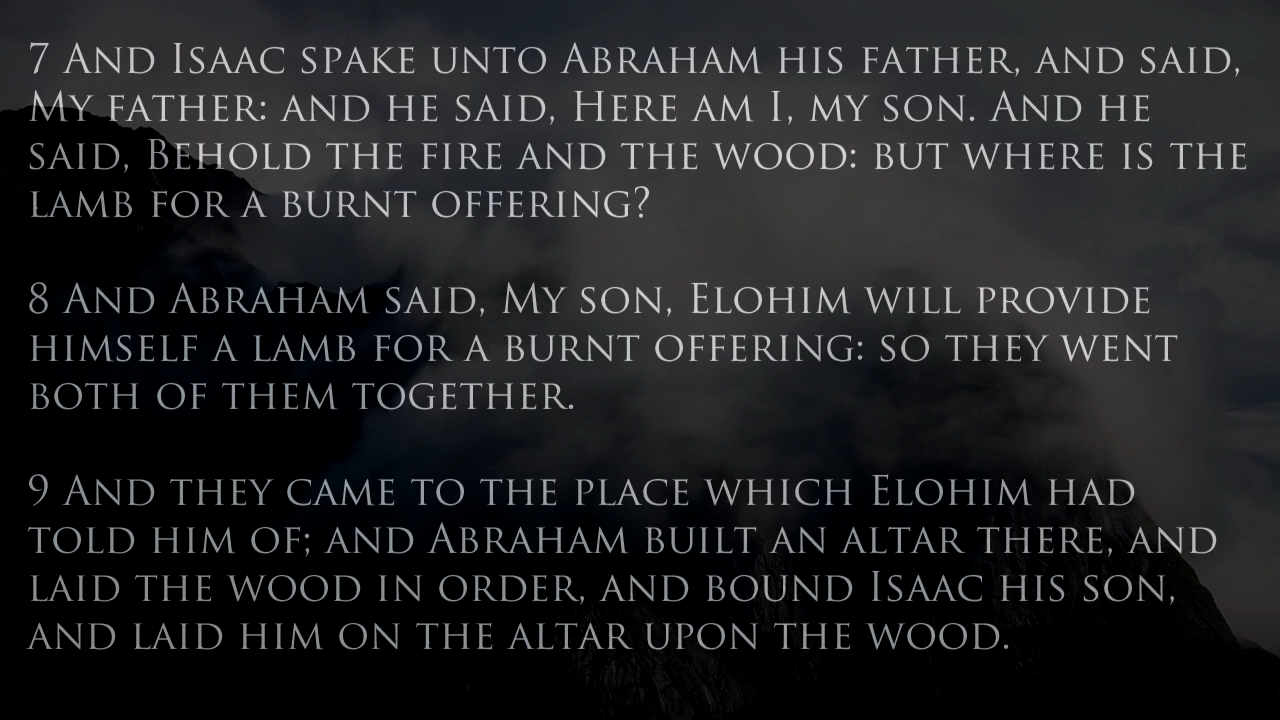 7 And Isaac spake unto Abraham his father, and said,
My father: and he said, Here am I, my son. And he
said, Behold the fire and the wood: but where is the
lamb for a burnt offering?
8 And Abraham said, My son, Elohim will provide
himself a lamb for a burnt offering: so they went
both of them together.
9 And they came to the place which Elohim had
told him of; and Abraham built an altar there, and
laid the wood in order, and bound Isaac his son,
and laid him on the altar upon the wood.